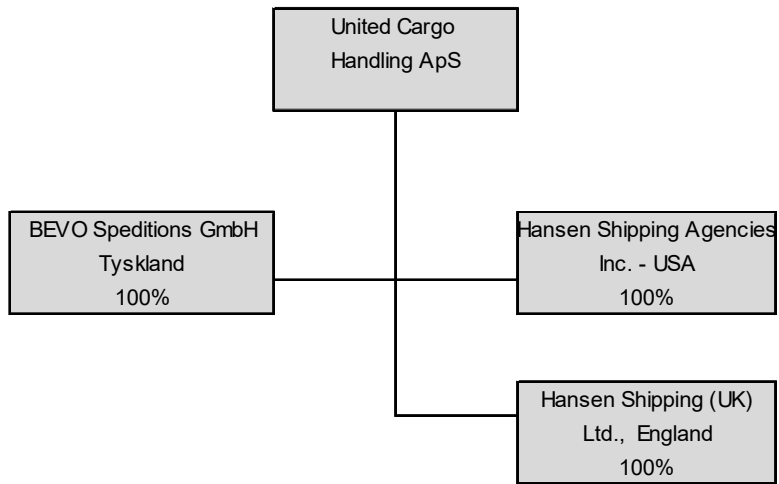 United Cargo
Handling ApS
BEVO Speditions GmbH
Tyskland
100%
Hansen Shipping Agencies
Inc. - USA
100%
Hansen Shipping (UK)
Ltd., England
100%